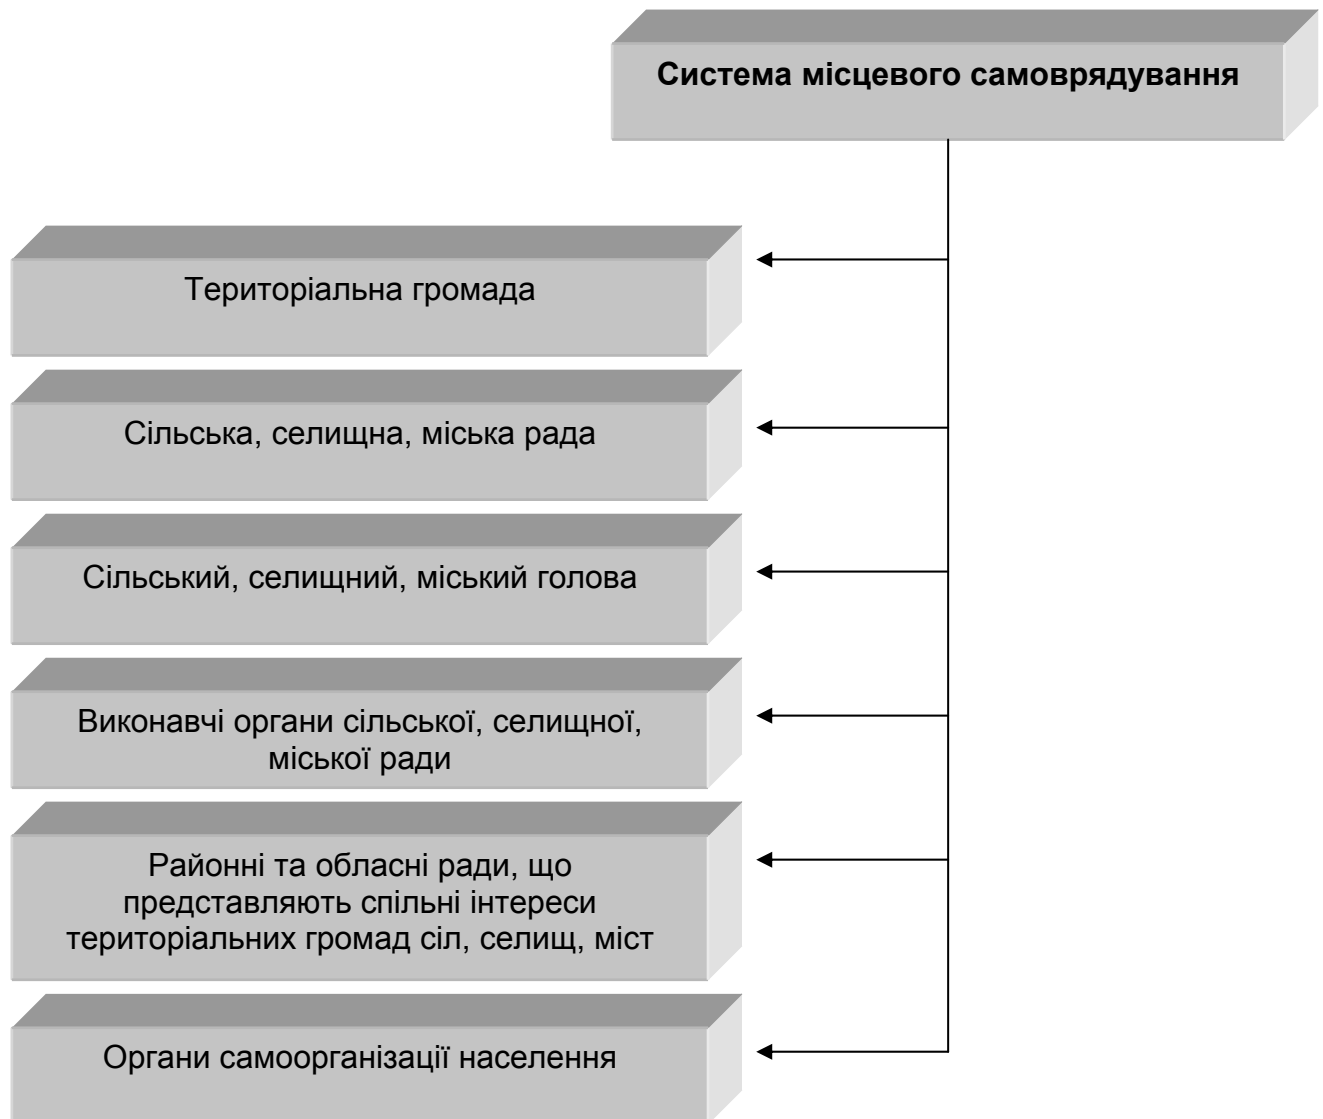 Система місцевого самоврядування
Територіальна громада
Сільська, селищна, міська рада
Сільський, селищний, міський голова
Виконавчі органи сільської, селищної,
міської ради
Районні та обласні ради, що
представляють спільні інтереси
територіальних громад сіл, селищ, міст
Органи самоорганізації населення